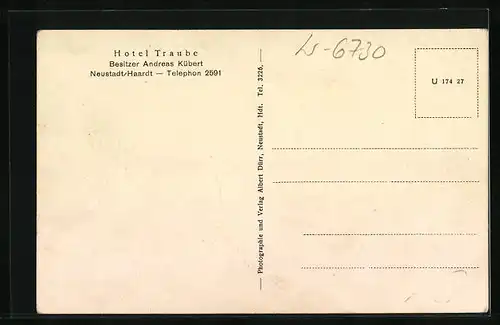 Hotel Traube
Besitzer Andreas Kübert
Neustadt/Haardt — Telephon 2591
— Photographie und Verlag Albert Dürr, Neustadt, Hdt. Tel. 3226. —
6730
U 174 27